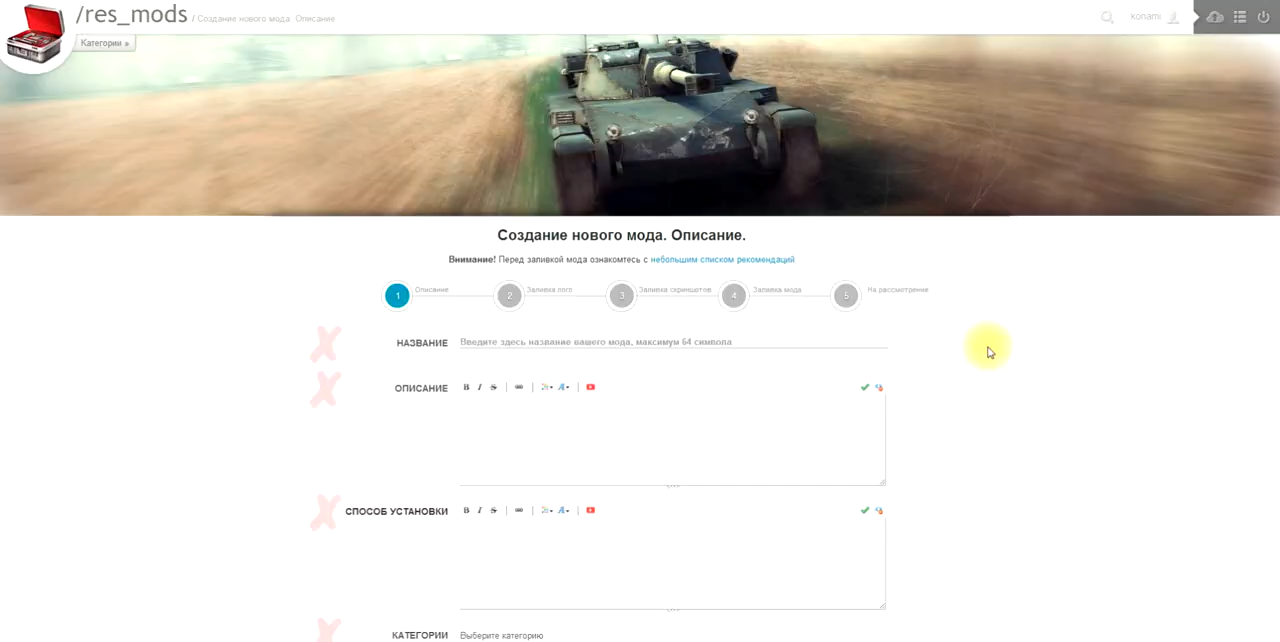 /res_mods / Создание нового мода. Описание
konami
Категории »
Создание нового мода. Описание.
Внимание! Перед заливкой мода ознакомтесь с небольшим списком рекомендаций
1 Описание 2 Заливка лого 3 Заливка скриншотов 4 Заливка мода 5 На рассмотрение
НАЗВАНИЕ Введите здесь название вашего мода, максимум 64 символа
ОПИСАНИЕ B I S
СПОСОБ УСТАНОВКИ B I S
КАТЕГОРИИ Выберите категорию